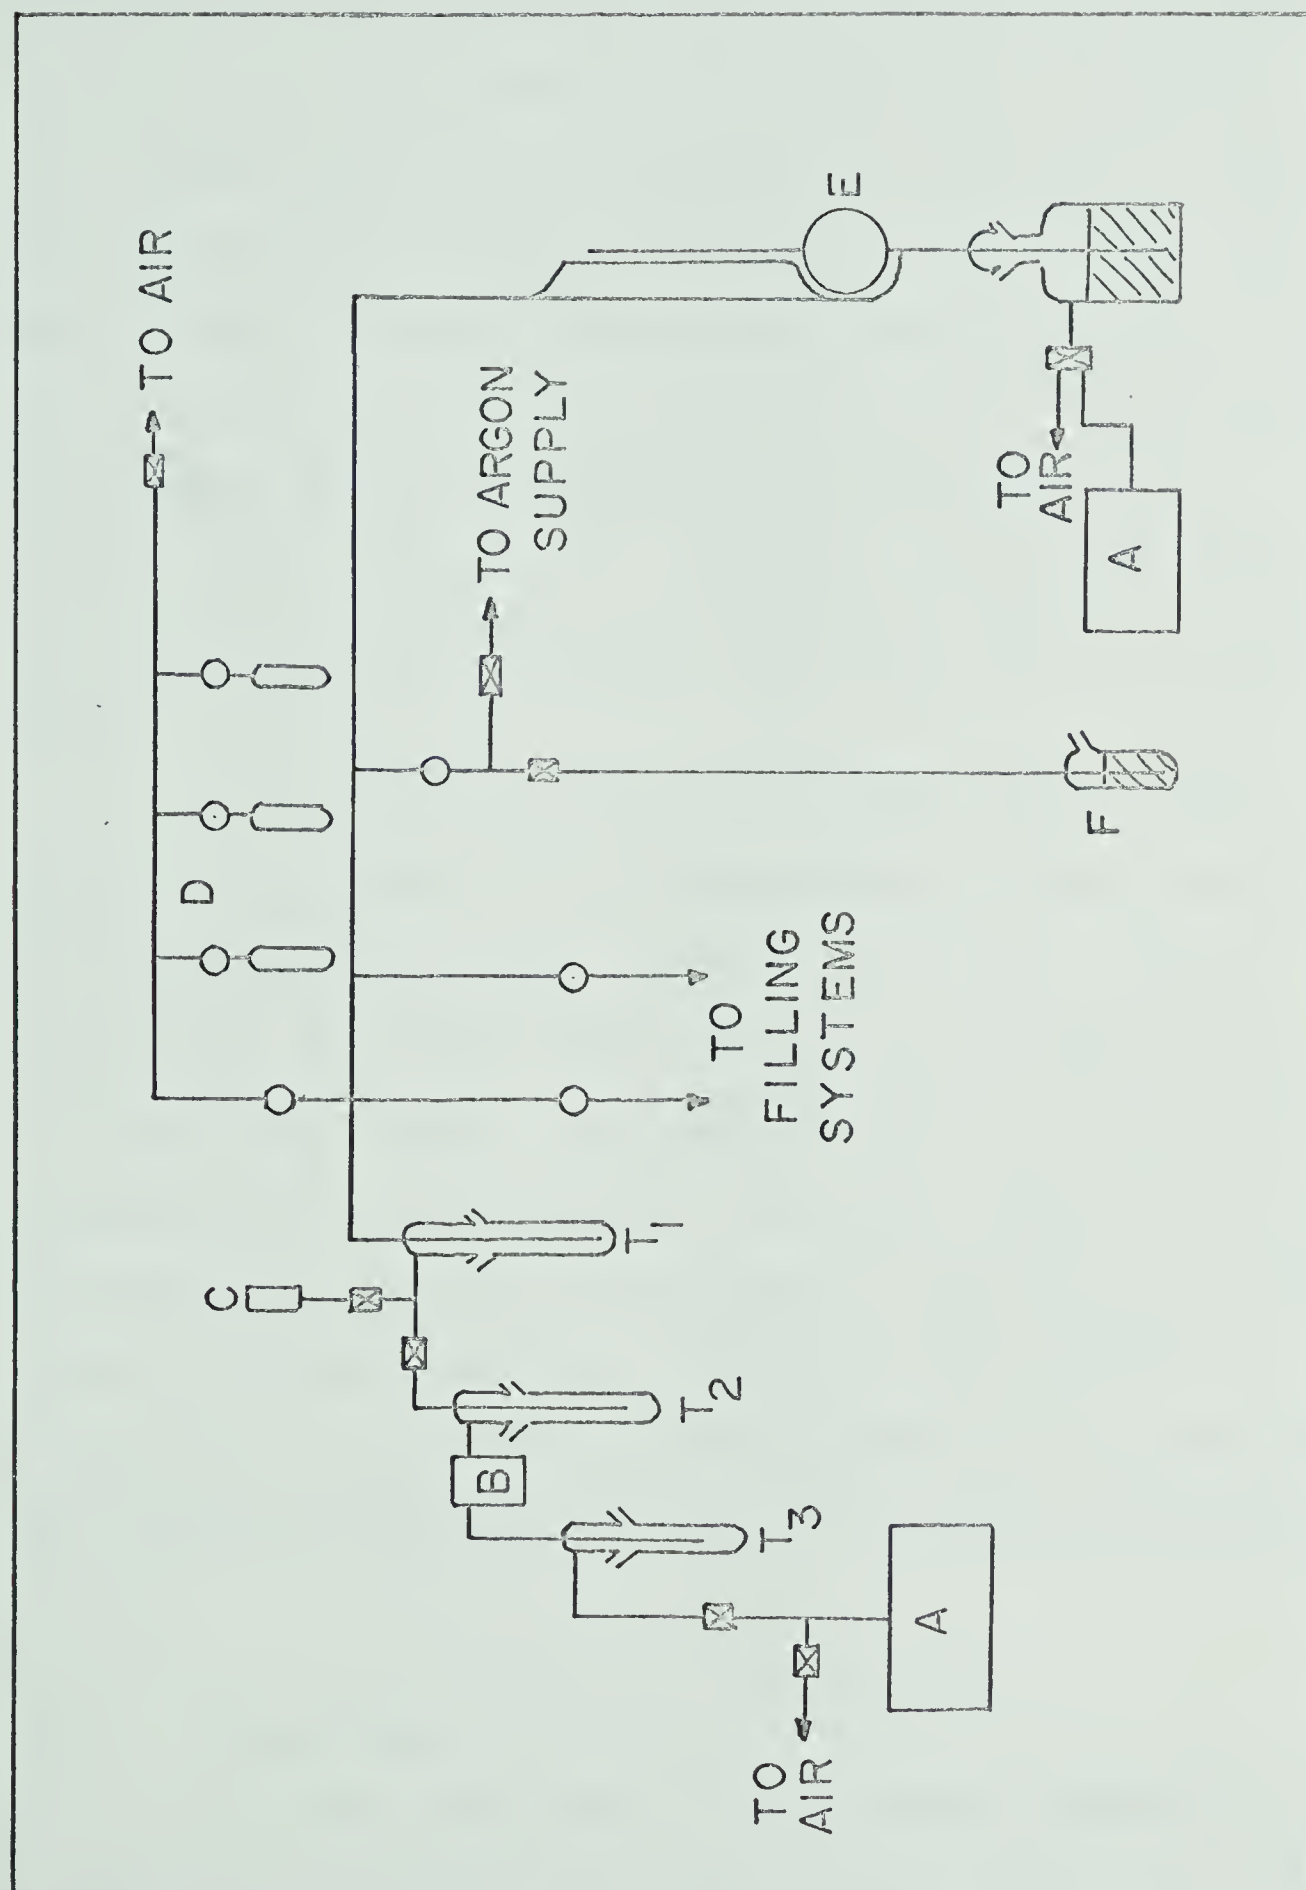 TO AIR
E
TO ARGON
SUPPLY
TO
AIR
A
D
F
TO
FILLING
SYSTEMS
C
T1
T2
B
T3
A
TO
AIR